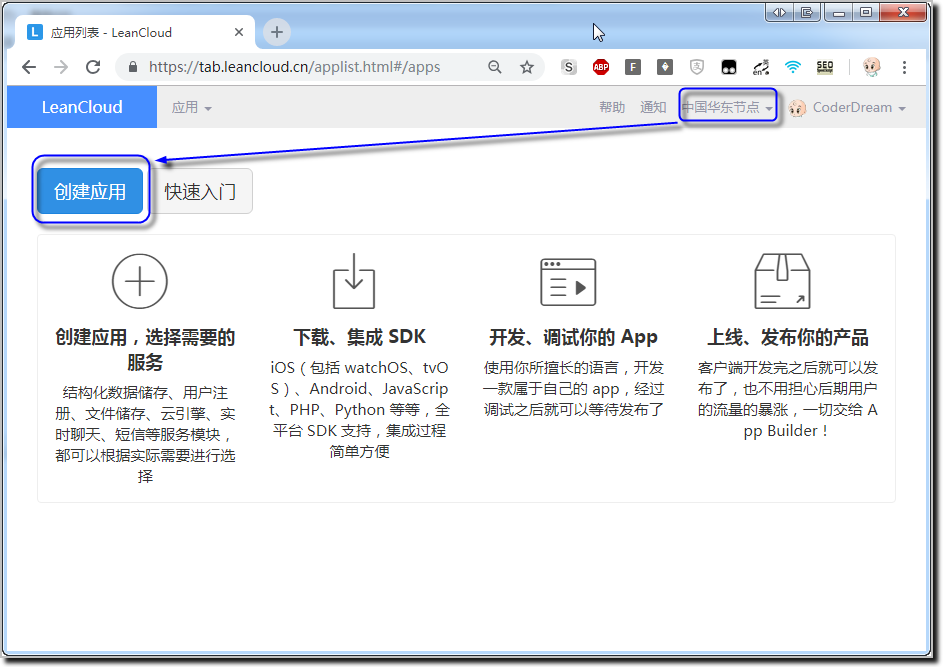 应用列表 - LeanCloud
https://tab.leancloud.cn/applist.html#/apps
S
ABP
F
en
SEO
LeanCloud
应用
帮助
通知
中国华东节点
CoderDream
创建应用
快速入门
创建应用，选择需要的
服务
结构化数据储存、用户注
册、文件储存、云引擎、实
时聊天、短信等服务模块，
都可以根据实际需要进行选
择
下载、集成 SDK
iOS（包括 watchOS、tvO
S）、Android、JavaScrip
t、PHP、Python 等等，全
平台 SDK 支持，集成过程
简单方便
开发、调试你的 App
使用你所擅长的语言，开发
一款属于自己的 app，经过
调试之后就可以等待发布了
上线、发布你的产品
客户端开发完之后就可以发
布了，也不用担心后期用户
的流量的暴涨，一切交给 A
pp Builder！